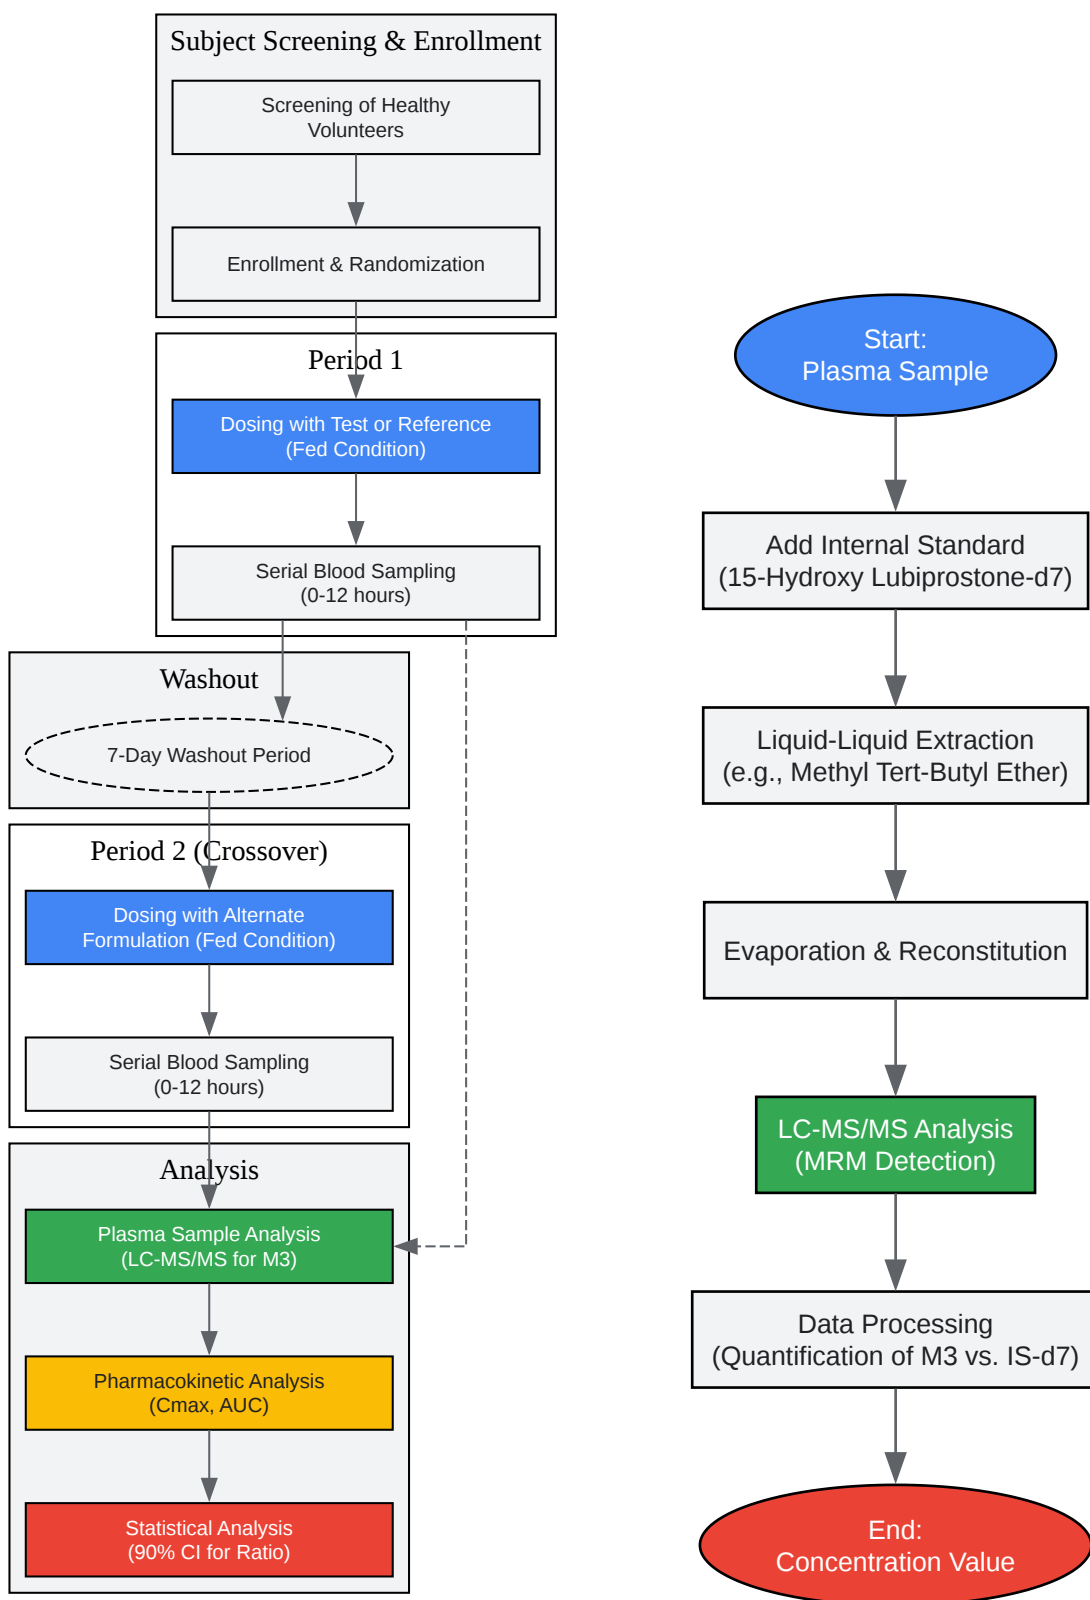 Subject Screening & Enrollment
Screening of Healthy
Volunteers
Enrollment & Randomization
Period 1
Dosing with Test or Reference
(Fed Condition)
Serial Blood Sampling
(0-12 hours)
Washout
7-Day Washout Period
Period 2 (Crossover)
Dosing with Alternate
Formulation (Fed Condition)
Serial Blood Sampling
(0-12 hours)
Analysis
Plasma Sample Analysis
(LC-MS/MS for M3)
Pharmacokinetic Analysis
(Cmax, AUC)
Statistical Analysis
(90% CI for Ratio)
Start:
Plasma Sample
Add Internal Standard
(15-Hydroxy Lubiprostone-d7)
Liquid-Liquid Extraction
(e.g., Methyl Tert-Butyl Ether)
Evaporation & Reconstitution
LC-MS/MS Analysis
(MRM Detection)
Data Processing
(Quantification of M3 vs. IS-d7)
End:
Concentration Value